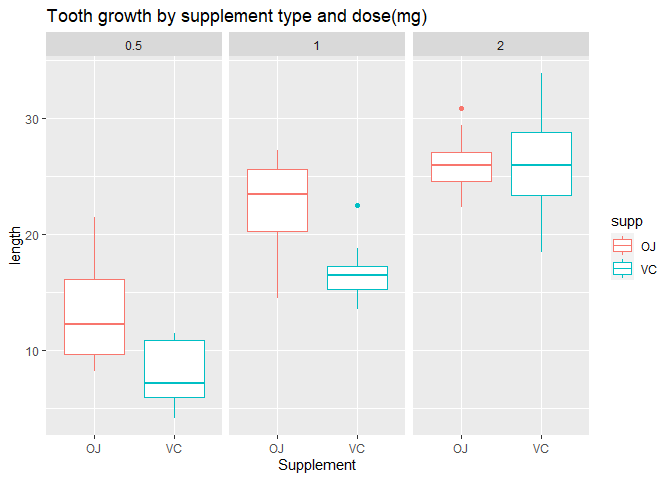 Tooth growth by supplement type and dose(mg)
0.5 1 2
30
20
10
length
OJ VC OJ VC OJ VC
Supplement
supp
OJ
VC